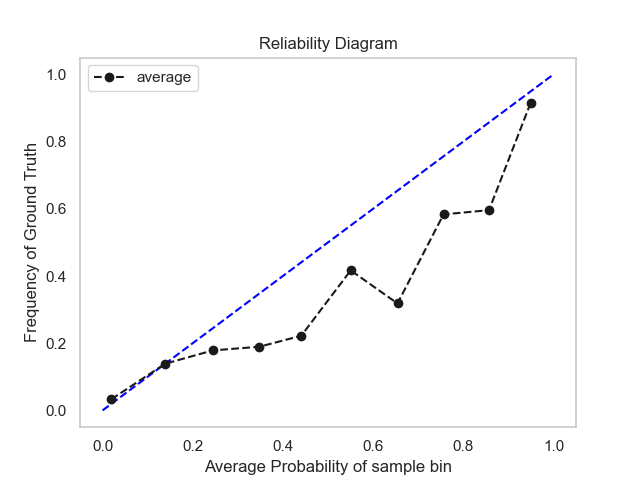 Reliability Diagram
average
Frequency of Ground Truth
1.0
0.8
0.6
0.4
0.2
0.0
0.0 0.2 0.4 0.6 0.8 1.0
Average Probability of sample bin